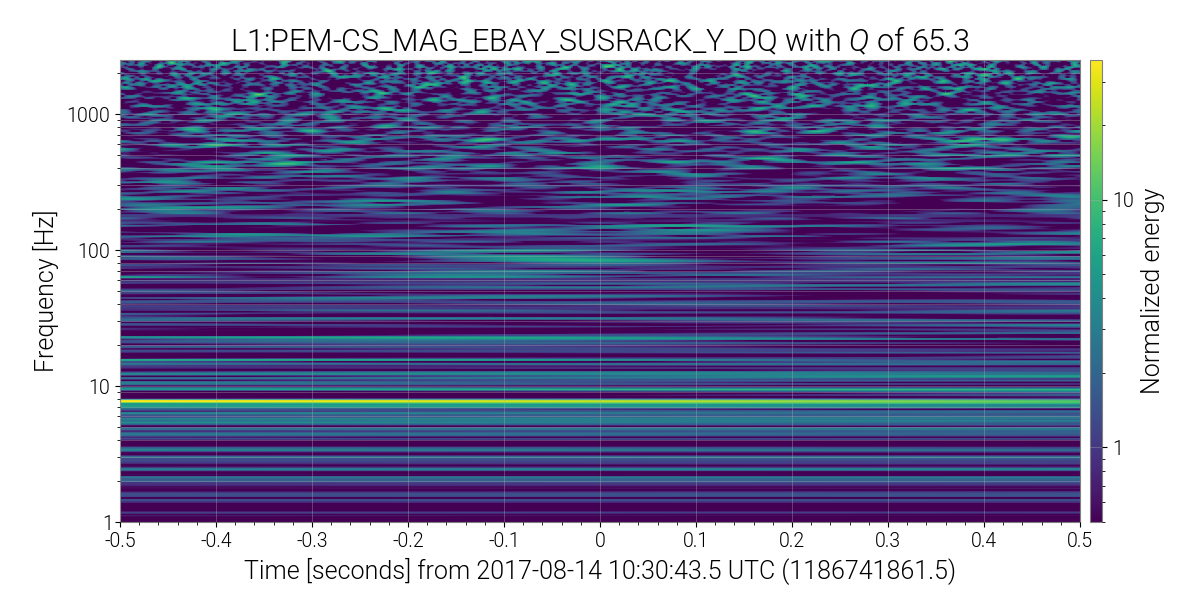 L1:PEM-CS_MAG_EBAY_SUSRACK_Y_DQ with Q of 65.3
Frequency [Hz]
1000
100
10
1
-0.5 -0.4 -0.3 -0.2 -0.1 0 0.1 0.2 0.3 0.4 0.5
Time [seconds] from 2017-08-14 10:30:43.5 UTC (1186741861.5)
10
1
Normalized energy